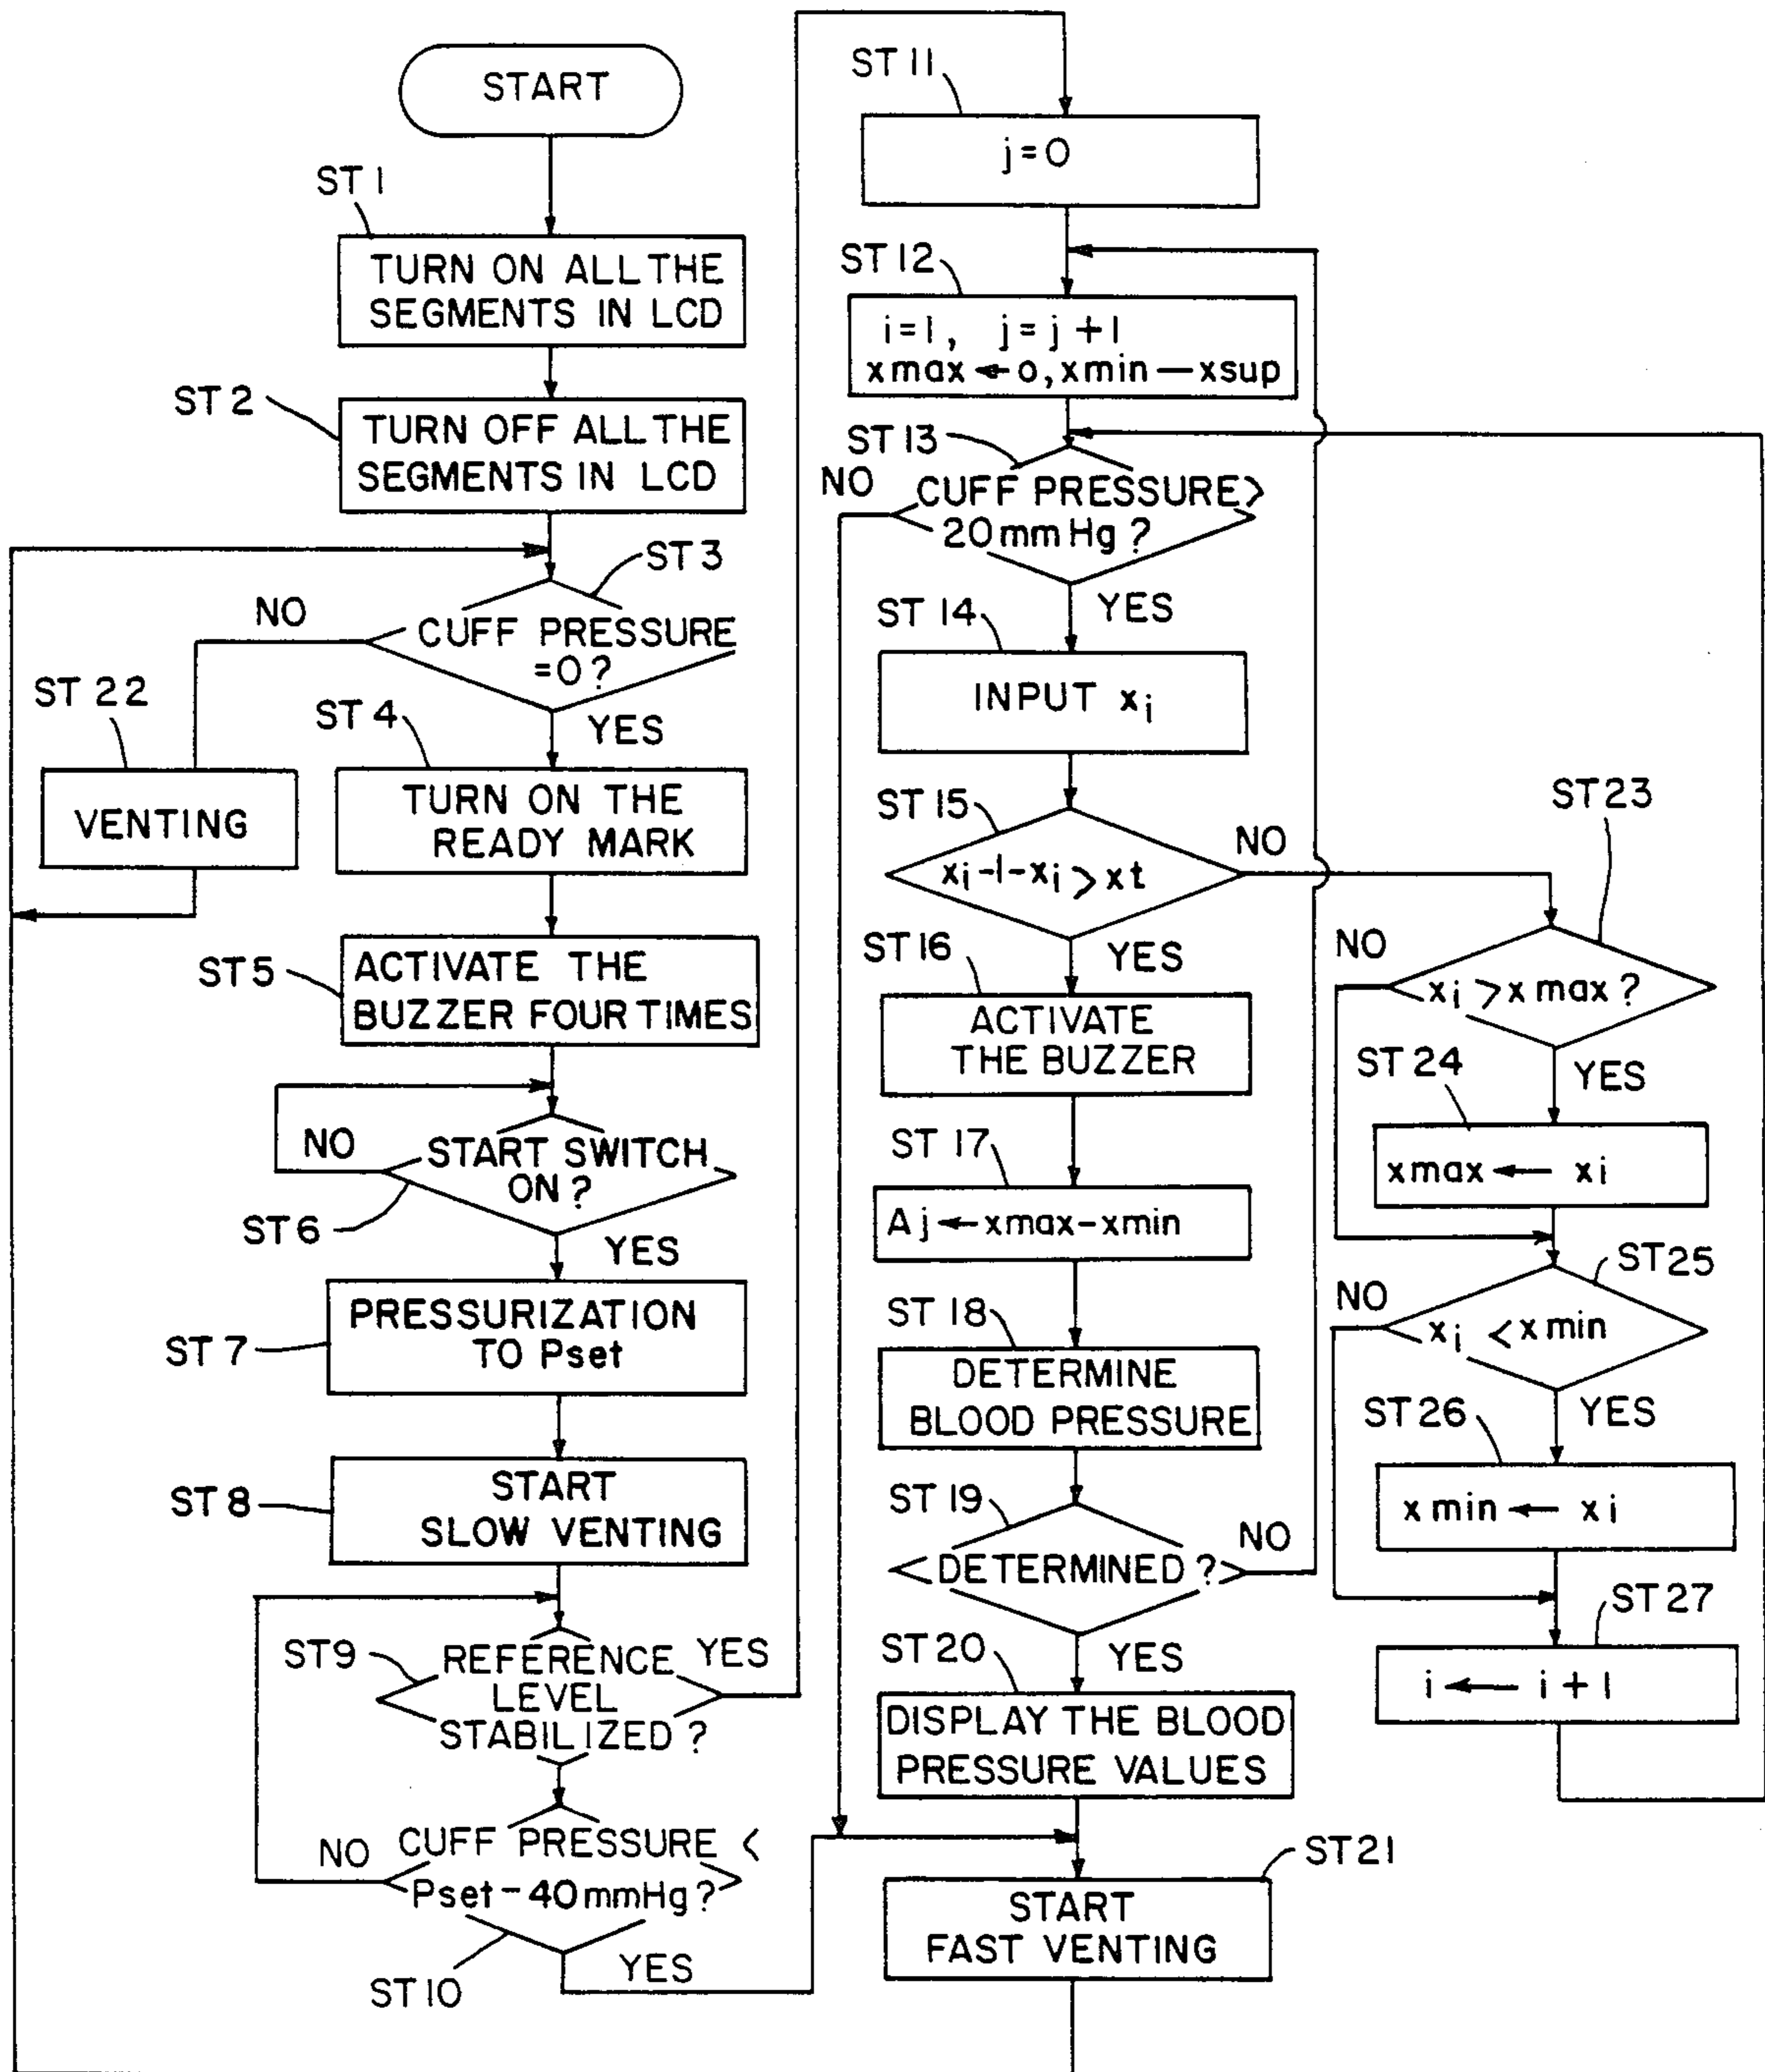 START
ST 1
TURN ON ALL THE
SEGMENTS IN LCD
ST 2
TURN OFF ALL THE
SEGMENTS IN LCD
ST 3
NO
CUFF PRESSURE
=0?
ST 22
VENTING
ST 4
YES
TURN ON THE
READY MARK
ST 5
ACTIVATE THE
BUZZER FOUR TIMES
NO
START SWITCH
ON?
ST 6
YES
PRESSURIZATION
TO Pset
ST 7
START
SLOW VENTING
ST 8
ST 9
REFERENCE
LEVEL
STABILIZED?
YES
NO
CUFF PRESSURE <
Pset-40mmHg?
ST 10
YES
ST 11
j=0
ST 12
i=1, j=j+1
xmax ← o, xmin — xsup
ST 13
NO
CUFF PRESSURE>
20mmHg?
YES
ST 14
INPUT xi
ST 15
NO
xi-1-xi > xt
YES
ST 16
ACTIVATE
THE BUZZER
ST 17
Aj ← xmax-xmin
ST 18
DETERMINE
BLOOD PRESSURE
ST 19
NO
DETERMINED?
YES
ST 20
DISPLAY THE BLOOD
PRESSURE VALUES
ST 21
START
FAST VENTING
ST 23
NO
xi > xmax?
ST 24
YES
xmax ← xi
ST 25
NO
xi < xmin
ST 26
YES
xmin ← xi
ST 27
i ← i+1